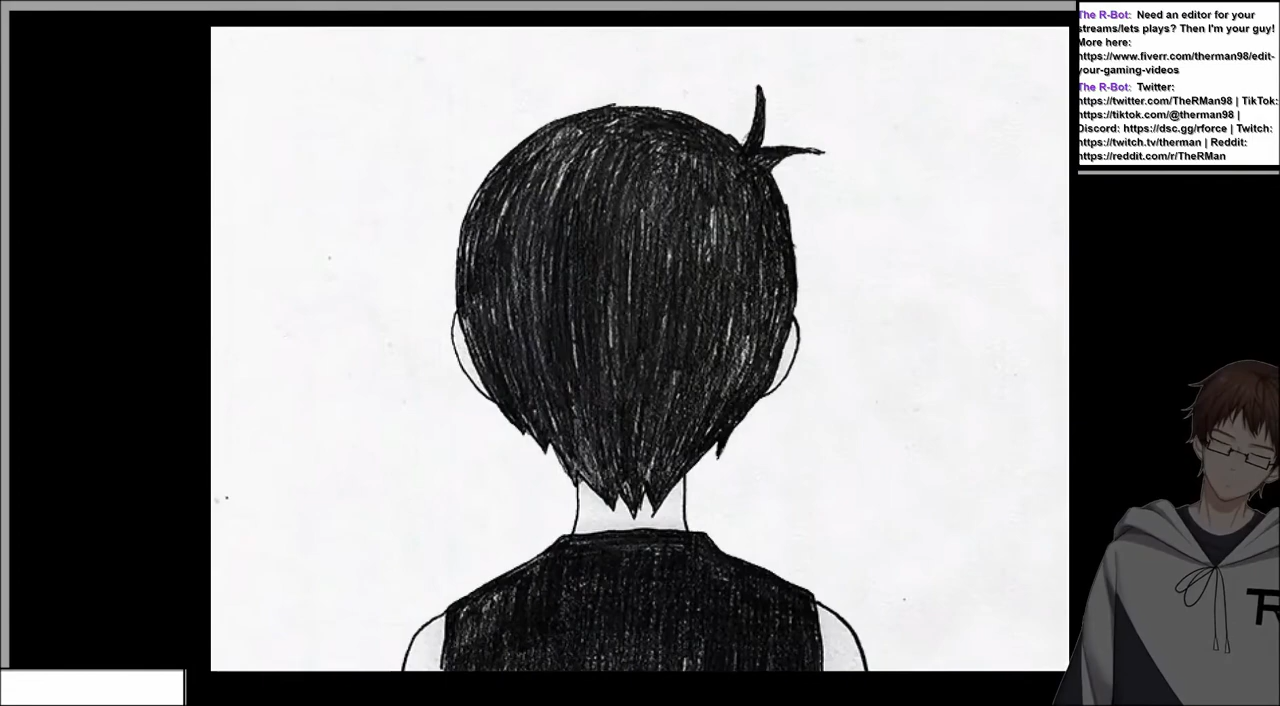 The R-Bot: Need an editor for your
streams/lets plays? Then I'm your guy!
More here:
https://www.fiverr.com/therman98/edit-
your-gaming-videos
The R-Bot: Twitter:
https://twitter.com/TheRMan98 | TikTok:
https://tiktok.com/@therman98 |
Discord: https://dsc.gg/rforce | Twitch:
https://twitch.tv/therman | Reddit:
https://reddit.com/r/TheRMan
TR